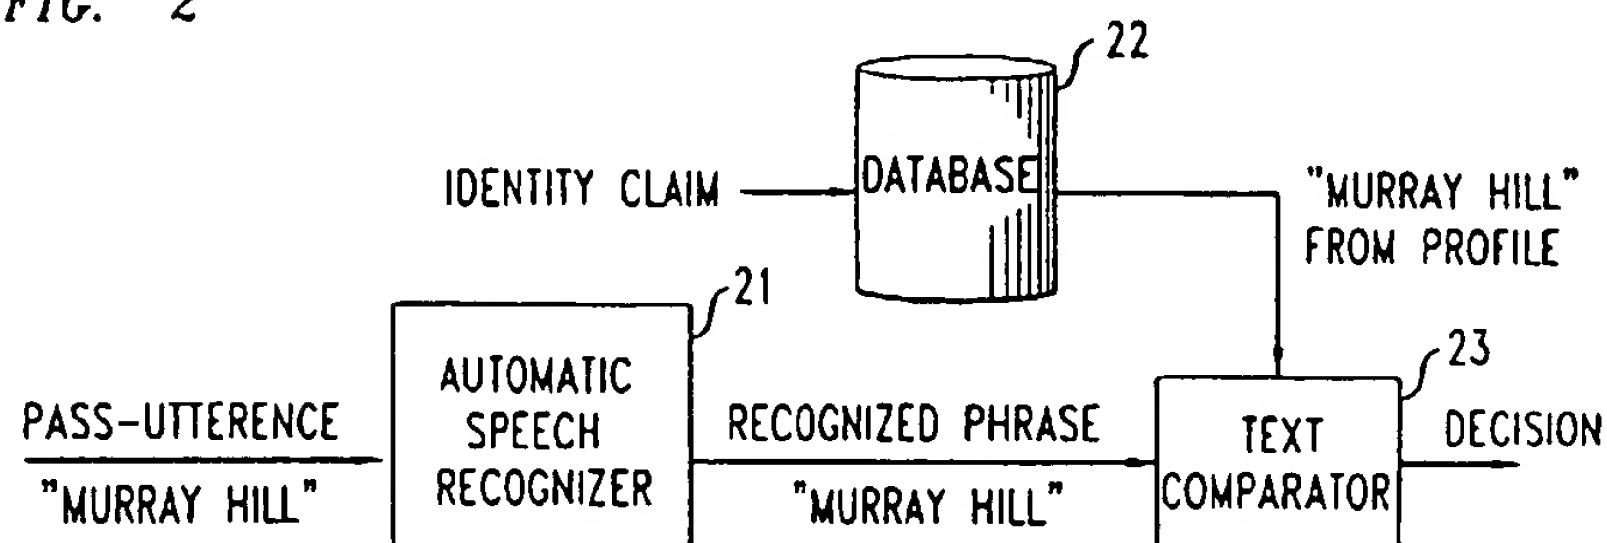 FIG. 2
22
IDENTITY CLAIM
DATABASE
"MURRAY HILL"
FROM PROFILE
21
23
AUTOMATIC
SPEECH
RECOGNIZER
PASS-UTTERENCE
"MURRAY HILL"
RECOGNIZED PHRASE
"MURRAY HILL"
TEXT
COMPARATOR
DECISION